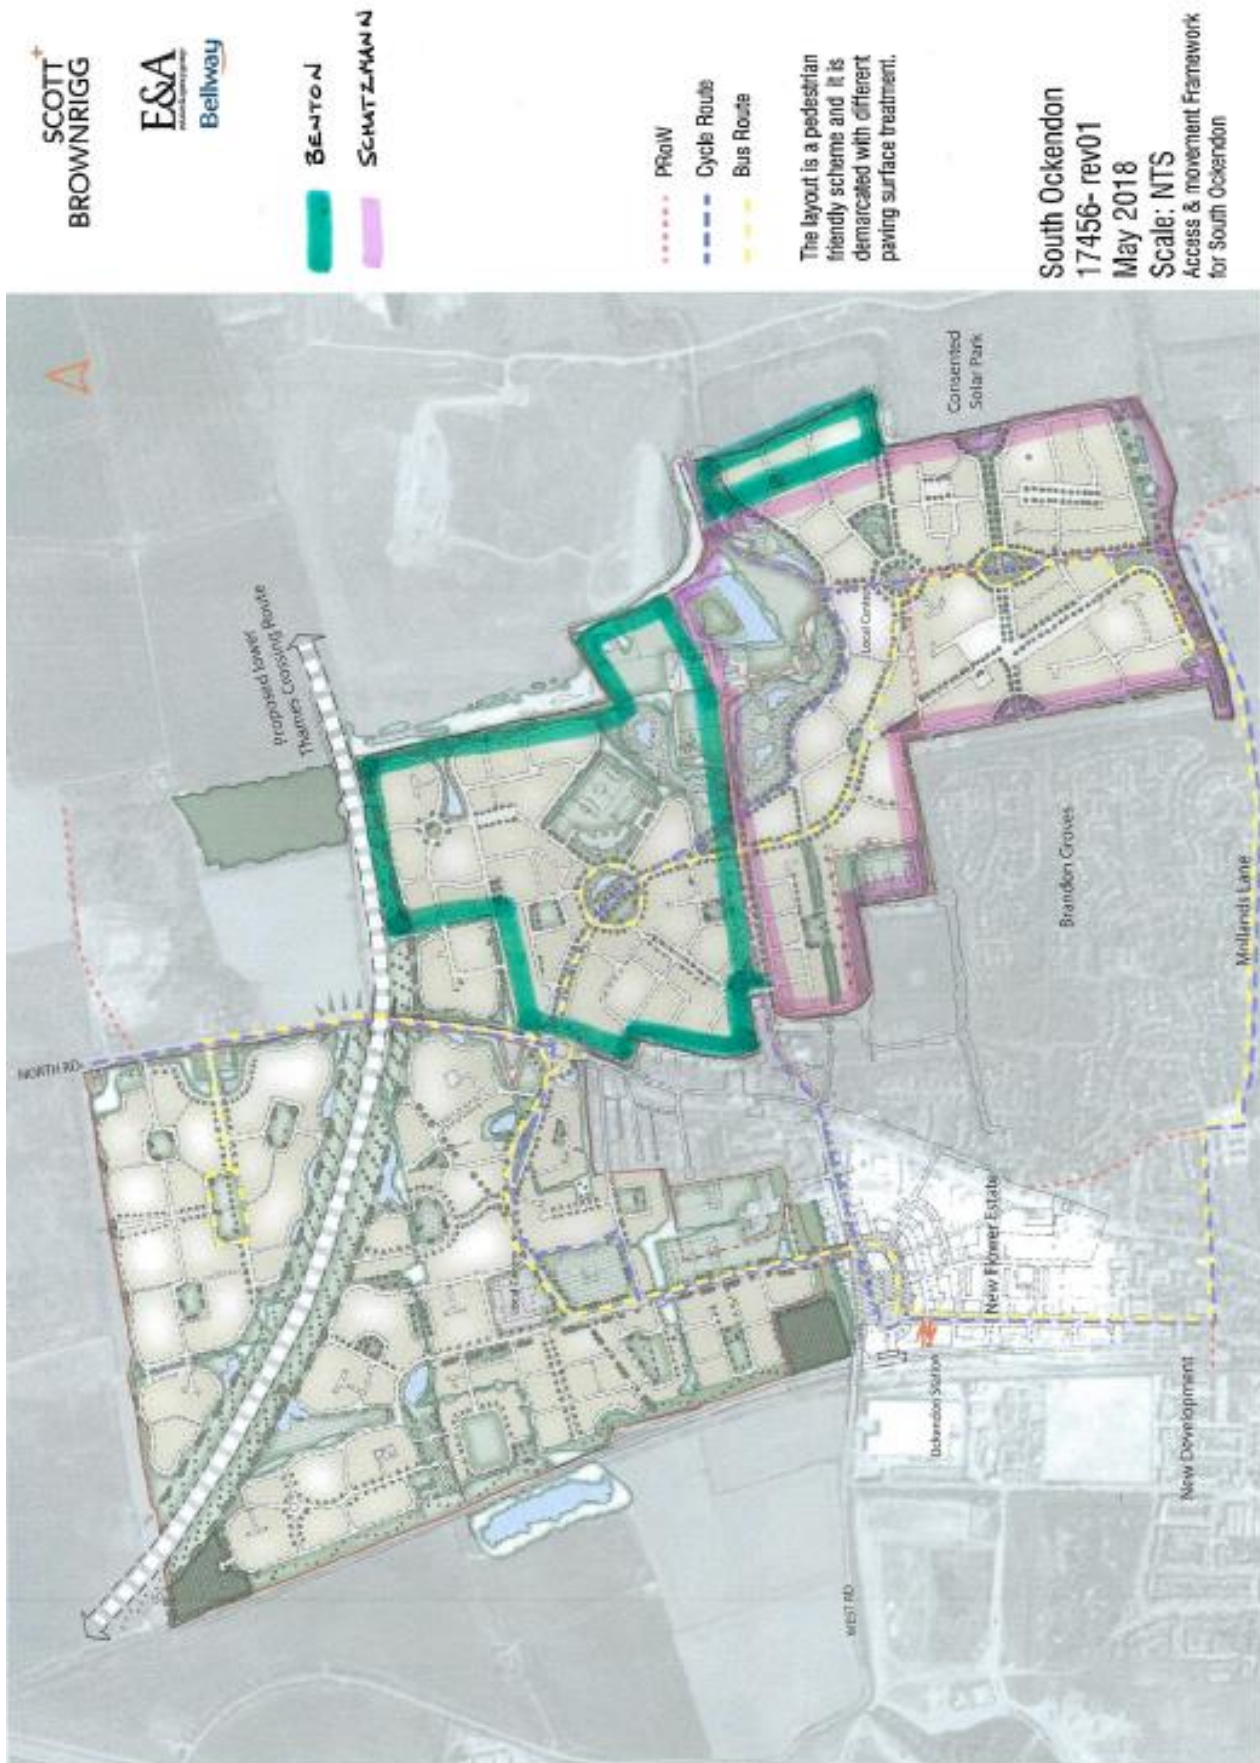 SCOTT+
BROWNRIGG
E&A
Bellway
BENTON
SCHATZMANN
PRoW
Cycle Route
Bus Route
The layout is a pedestrian
friendly scheme and it is
demarcated with different
paving surface treatment.
South Ockendon
17456- rev01
May 2018
Scale: NTS
Access & movement Framework
for South Ockendon
Proposed lower
Thames Crossing Route
NORTH RD
Consented
Solar Park
Local Center
Brandon Groves
Mollands Lane
New Flower Estate
Ockendon Station
New Development
WEST RD